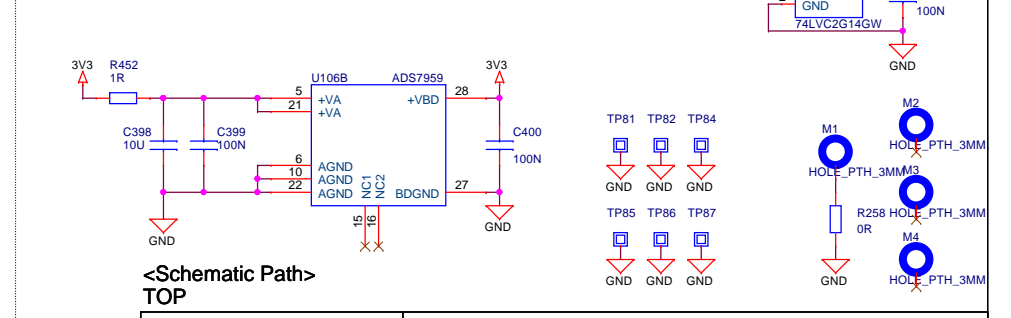 GND
100N
74LVC2G14GW
GND
3V3
R452
1R
U106B
ADS7959
3V3
5
+VA
+VBD
28
21
+VA
C398
10U
C399
100N
C400
100N
6
AGND
10
AGND
22
AGND
NC1
NC2
BDGND
27
15
16
GND
GND
TP81
TP82
TP84
GND
GND
GND
TP85
TP86
TP87
GND
GND
GND
M1
HOLE_PTH_3MM
R258
0R
GND
M2
HOLE_PTH_3MM
M3
HOLE_PTH_3MM
M4
HOLE_PTH_3MM
<Schematic Path>
TOP